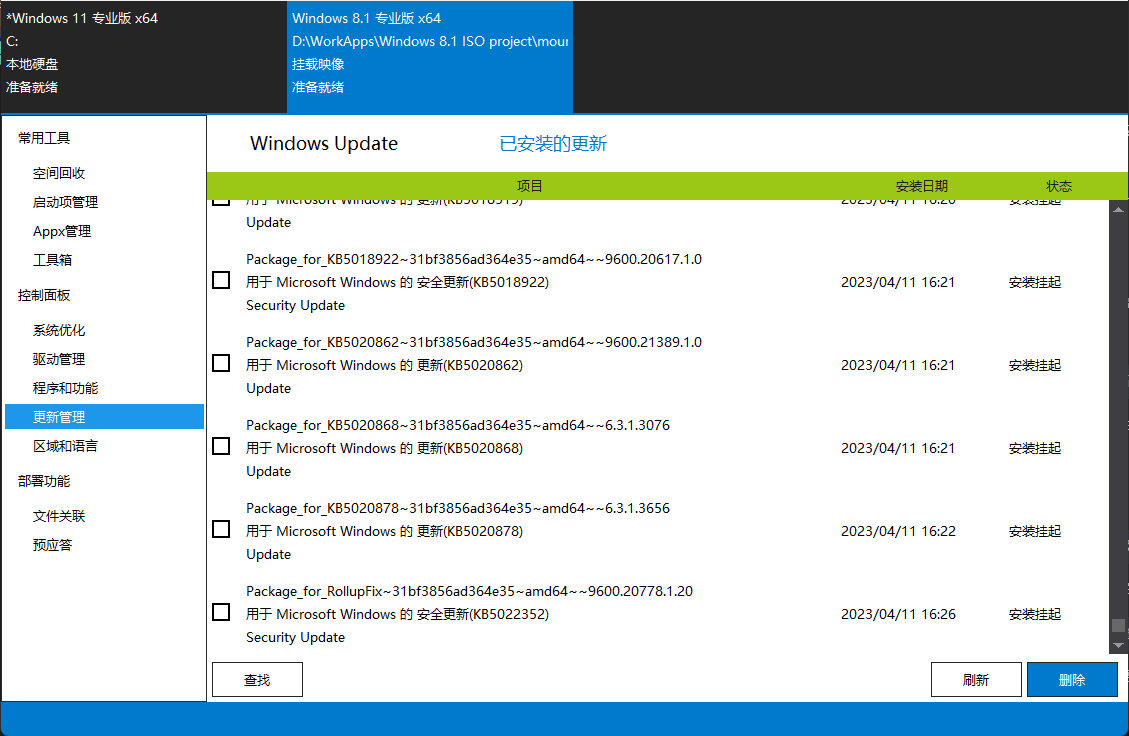 *Windows 11 专业版 x64
C:
本地硬盘
准备就绪
Windows 8.1 专业版 x64
D:\WorkApps\Windows 8.1 ISO project\mou
挂载映像
准备就绪
常用工具
空间回收
启动项管理
Appx管理
工具箱
控制面板
系统优化
驱动管理
程序和功能
更新管理
区域和语言
部署功能
文件关联
预应答
Windows Update 已安装的更新
项目 安装日期 状态
用于 Microsoft Windows 的 更新(KB5018519) 2023/04/11 16:20 安装挂起
Update
Package_for_KB5018922~31bf3856ad364e35~amd64~~9600.20617.1.0
用于 Microsoft Windows 的 安全更新(KB5018922) 2023/04/11 16:21 安装挂起
Security Update
Package_for_KB5020862~31bf3856ad364e35~amd64~~9600.21389.1.0
用于 Microsoft Windows 的 更新(KB5020862) 2023/04/11 16:21 安装挂起
Update
Package_for_KB5020868~31bf3856ad364e35~amd64~~6.3.1.3076
用于 Microsoft Windows 的 更新(KB5020868) 2023/04/11 16:21 安装挂起
Update
Package_for_KB5020878~31bf3856ad364e35~amd64~~6.3.1.3656
用于 Microsoft Windows 的 更新(KB5020878) 2023/04/11 16:22 安装挂起
Update
Package_for_RollupFix~31bf3856ad364e35~amd64~~9600.20778.1.20
用于 Microsoft Windows 的 安全更新(KB5022352) 2023/04/11 16:26 安装挂起
Security Update
查找 刷新 删除